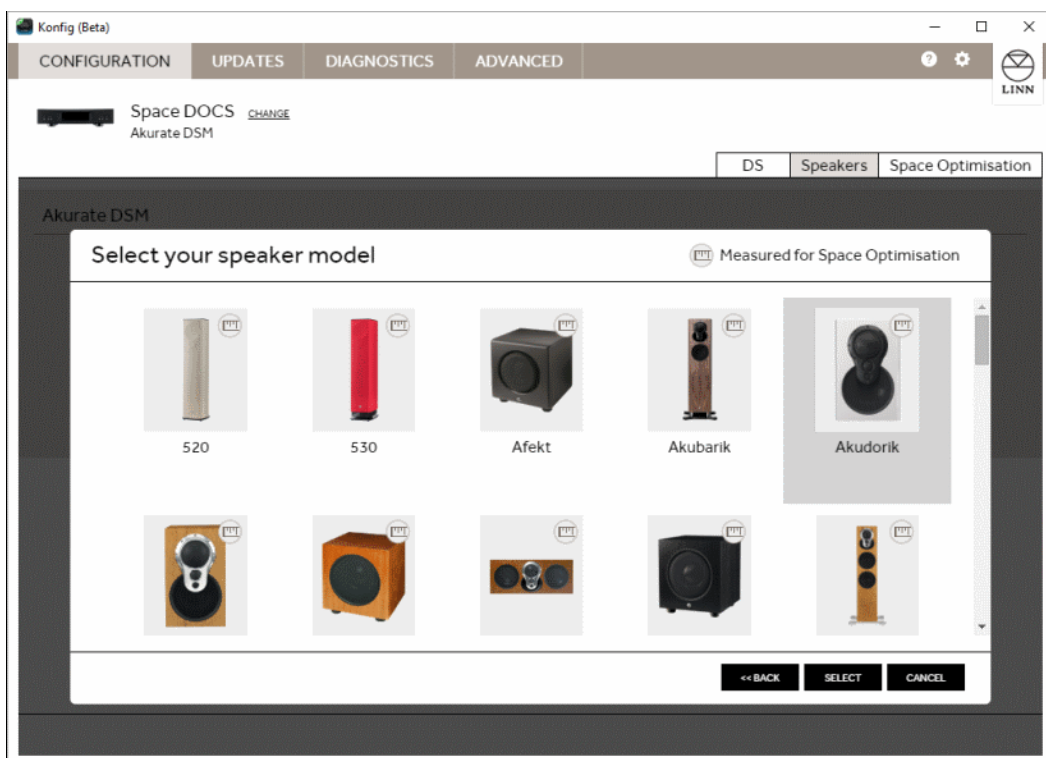 Konfig (Beta)
CONFIGURATION UPDATES DIAGNOSTICS ADVANCED
LINN
Space DOCS CHANGE
Akurate DSM
DS Speakers Space Optimisation
Akurate DSM
Select your speaker model Measured for Space Optimisation
520 530 Afekt Akubarik Akudorik
<< BACK SELECT CANCEL